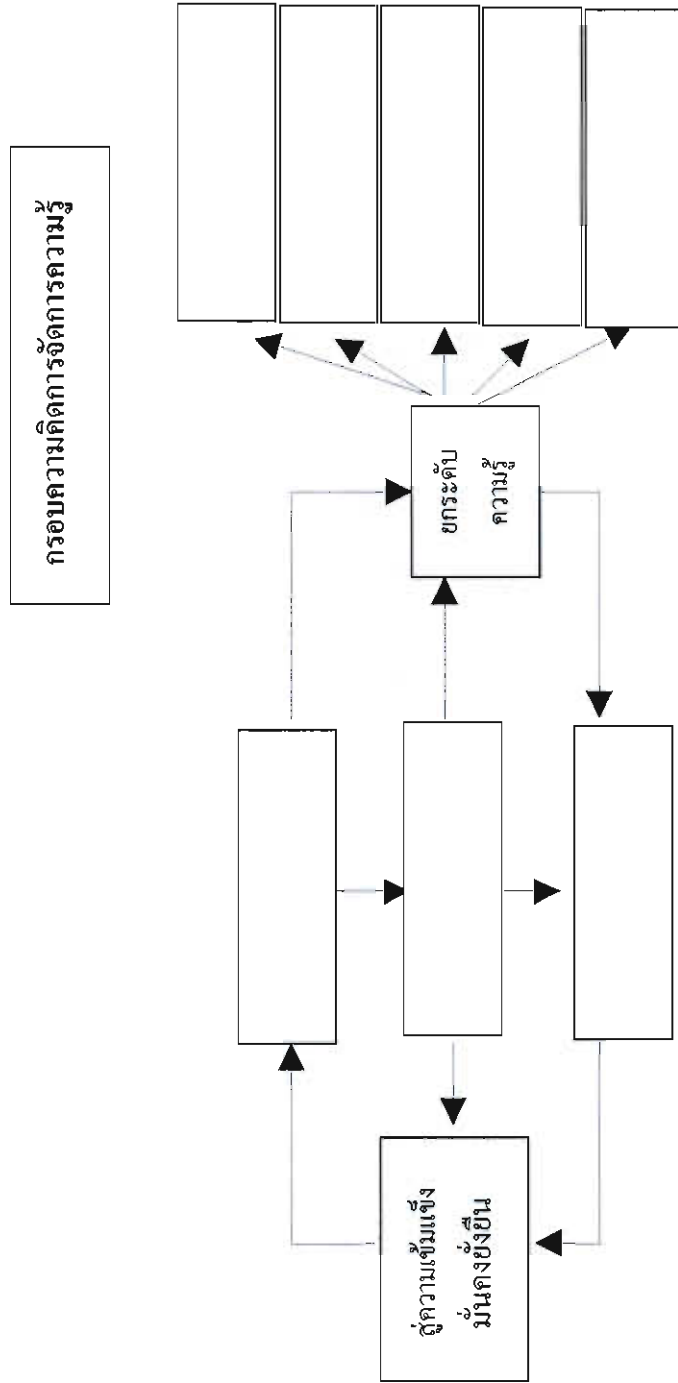 กรอบความคิดการจัดการความรู้
ยกระดับ
ความรู้
สู่ความเข้มแข็ง
มั่นคงยั่งยืน